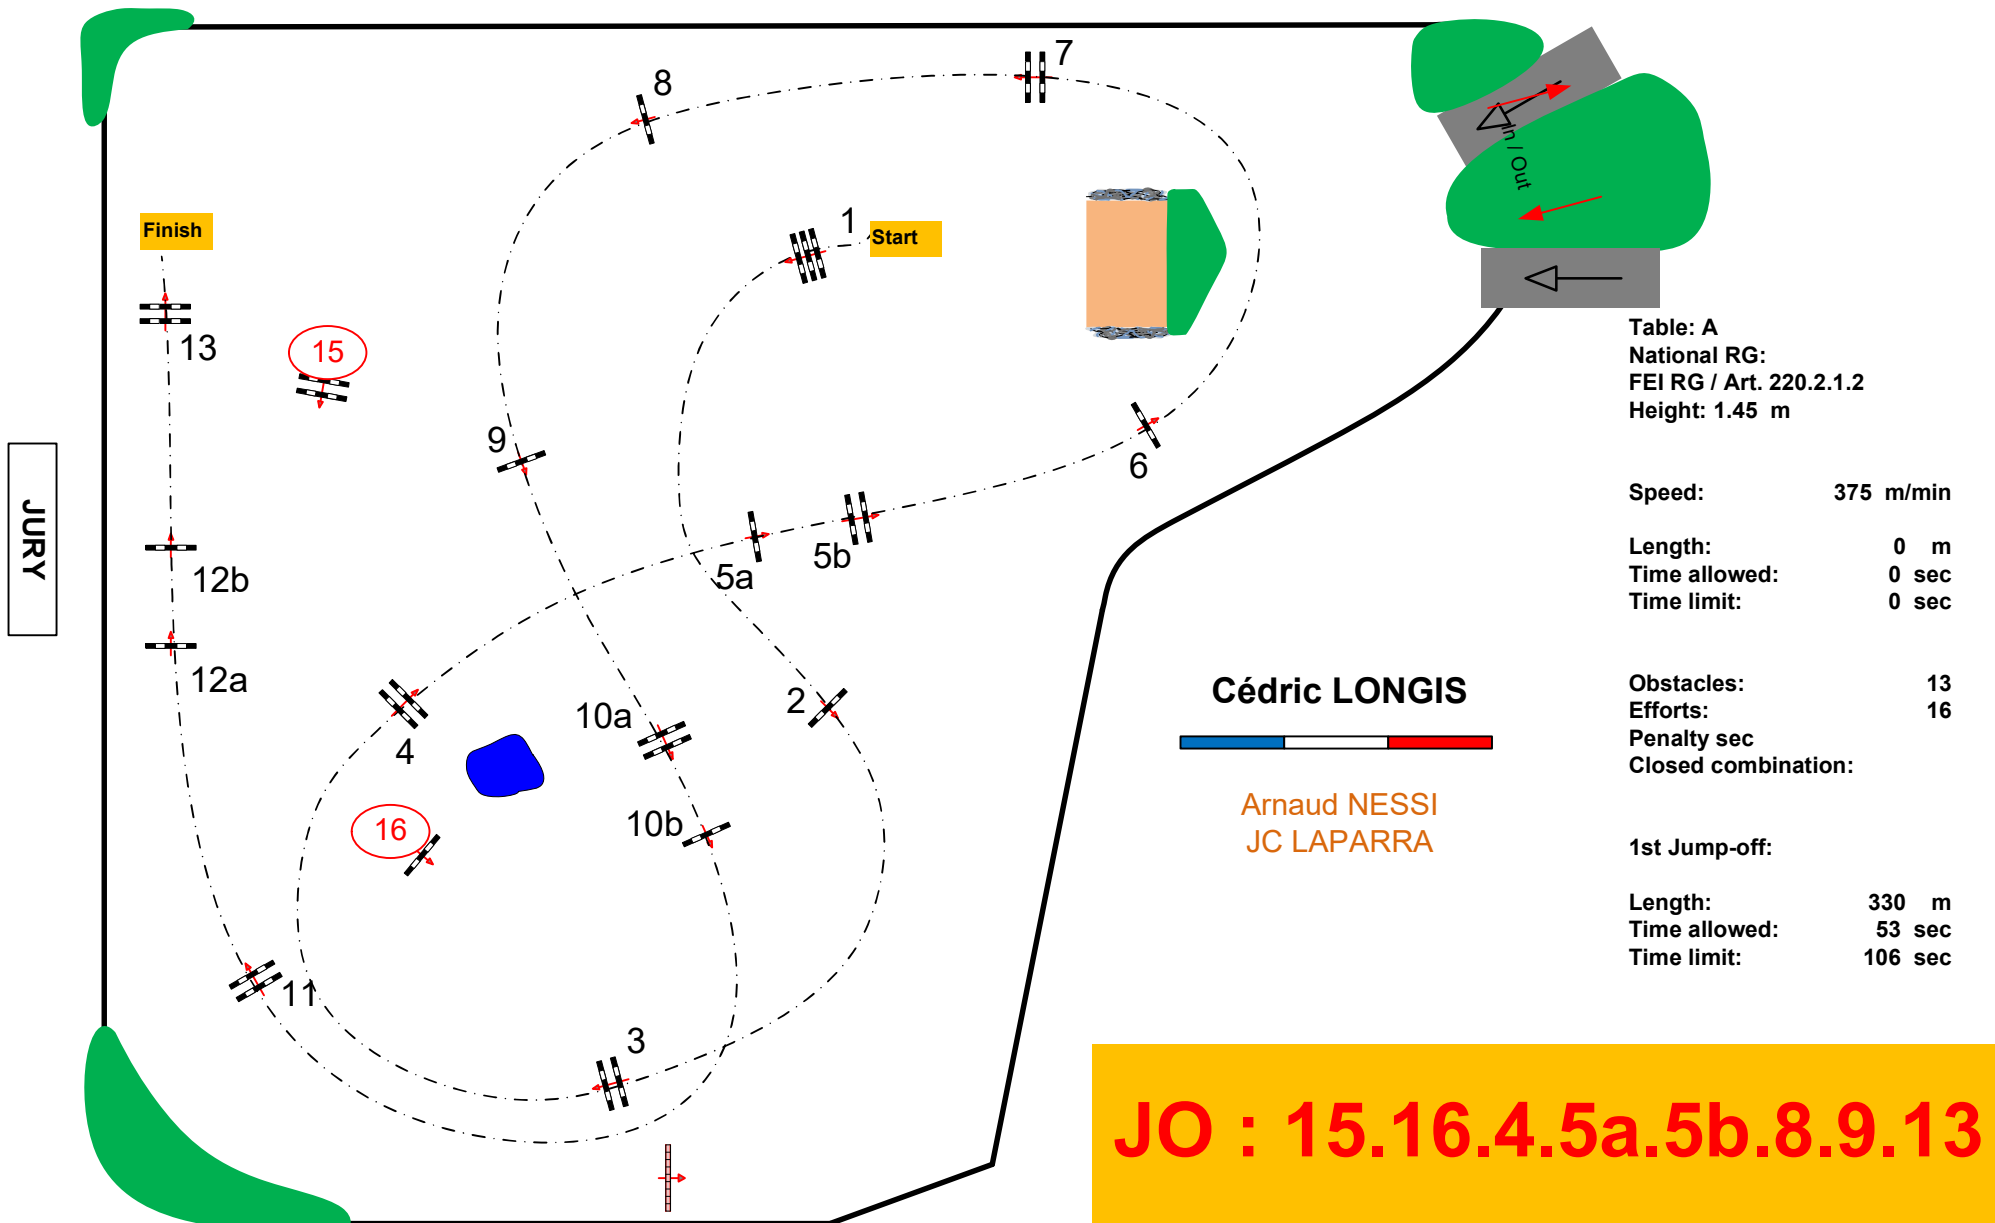 7
8
1
Start
Finish
In / Out
13
15
9
6
5a
5b
JURY
12b
12a
4
10a
2
16
10b
11
3
Table: A
National RG:
FEI RG / Art. 220.2.1.2
Height: 1.45 m
Speed: 375 m/min
Length: 0 m
Time allowed: 0 sec
Time limit: 0 sec
Obstacles: 13
Efforts: 16
Penalty sec
Closed combination:
1st Jump-off:
Length: 330 m
Time allowed: 53 sec
Time limit: 106 sec
Cédric LONGIS
Arnaud NESSI
JC LAPARRA
JO : 15.16.4.5a.5b.8.9.13